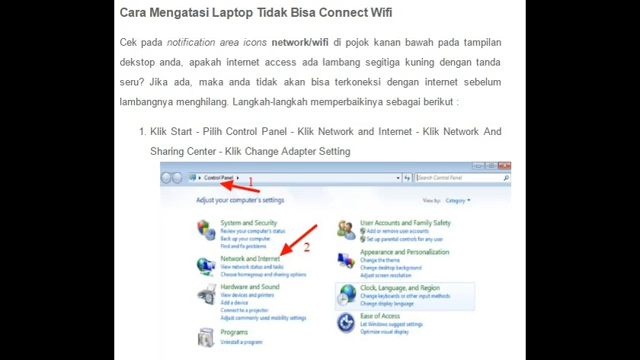 Cara Mengatasi Laptop Tidak Bisa Connect Wifi
Cek pada notification area icons network/wifi di pojok kanan bawah pada tampilan
dekstop anda, apakah internet access ada lambang segitiga kuning dengan tanda
seru? Jika ada, maka anda tidak akan bisa terkoneksi dengan internet sebelum
lambangnya menghilang. Langkah-langkah memperbaikinya sebagai berikut :
1. Klik Start - Pilih Control Panel - Klik Network and Internet - Klik Network And
Sharing Center - Klik Change Adapter Setting
Control Panel
1
Search Control Panel
Adjust your computer's settings
View by: Category
System and Security
Review your computer's status
Back up your computer
Find and fix problems
2
Network and Internet
View network status and tasks
Choose homegroup and sharing options
Hardware and Sound
View devices and printers
Add a device
Connect to a projector
Adjust commonly used mobility settings
Programs
Uninstall a program
User Accounts and Family Safety
Add or remove user accounts
Set up parental controls for any user
Appearance and Personalization
Change the theme
Change desktop background
Adjust screen resolution
Clock, Language, and Region
Change keyboards or other input methods
Change display language
Ease of Access
Let Windows suggest settings
Optimize visual display